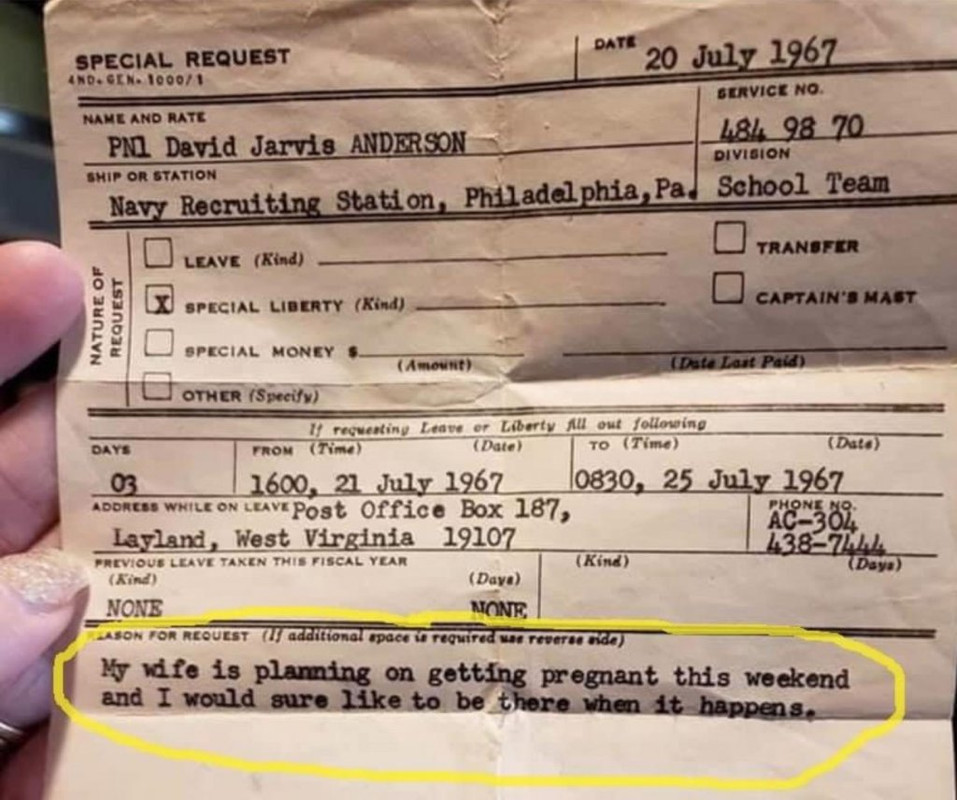 SPECIAL REQUEST
4ND-GEN-1000/1
DATE 20 July 1967
NAME AND RATE
PN1 David Jarvis ANDERSON
SERVICE NO.
484 98 70
SHIP OR STATION
Navy Recruiting Station, Philadelphia,Pa.
DIVISION
School Team
NATURE OF REQUEST
LEAVE (Kind)
X SPECIAL LIBERTY (Kind)
SPECIAL MONEY $ (Amount) (Date Last Paid)
OTHER (Specify)
TRANSFER
CAPTAIN'S MAST
If requesting Leave or Liberty fill out following
DAYS FROM (Time) (Date) TO (Time) (Date)
03 1600, 21 July 1967 0830, 25 July 1967
ADDRESS WHILE ON LEAVE Post Office Box 187,
Layland, West Virginia 19107
PHONE NO.
AC-304
438-7444
PREVIOUS LEAVE TAKEN THIS FISCAL YEAR
(Kind) (Days) (Kind) (Days)
NONE NONE
REASON FOR REQUEST (If additional space is required use reverse side)
My wife is planning on getting pregnant this weekend
and I would sure like to be there when it happens.